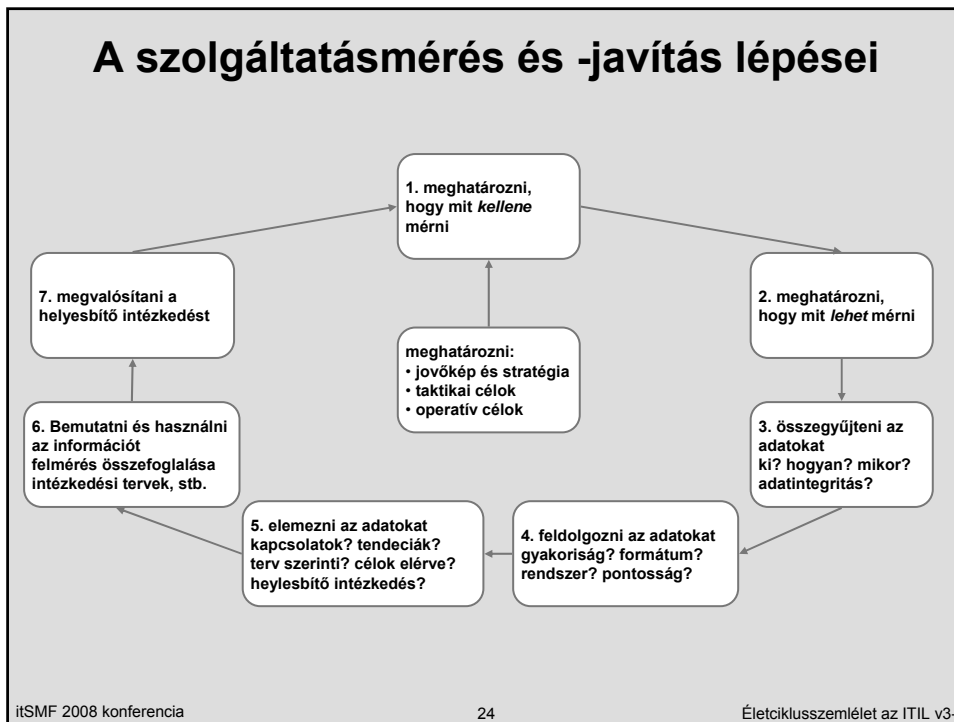 A szolgáltatásmérés és -javítás lépései
1. meghatározni,
hogy mit kellene
mérni
7. megvalósítani a
helyesbítő intézkedést
2. meghatározni,
hogy mit lehet mérni
meghatározni:
• jovőkép és stratégia
• taktikai célok
• operatív célok
6. Bemutatni és használni
az információt
felmérés összefoglalása
intézkedési tervek, stb.
3. összegyűjteni az
adatokat
ki? hogyan? mikor?
adatintegritás?
5. elemezni az adatokat
kapcsolatok? tendeciák?
terv szerinti? célok elérve?
heylesbítő intézkedés?
4. feldolgozni az adatokat
gyakoriság? formátum?
rendszer? pontosság?
itSMF 2008 konferencia
24
Életciklusszemlélet az ITIL v3-